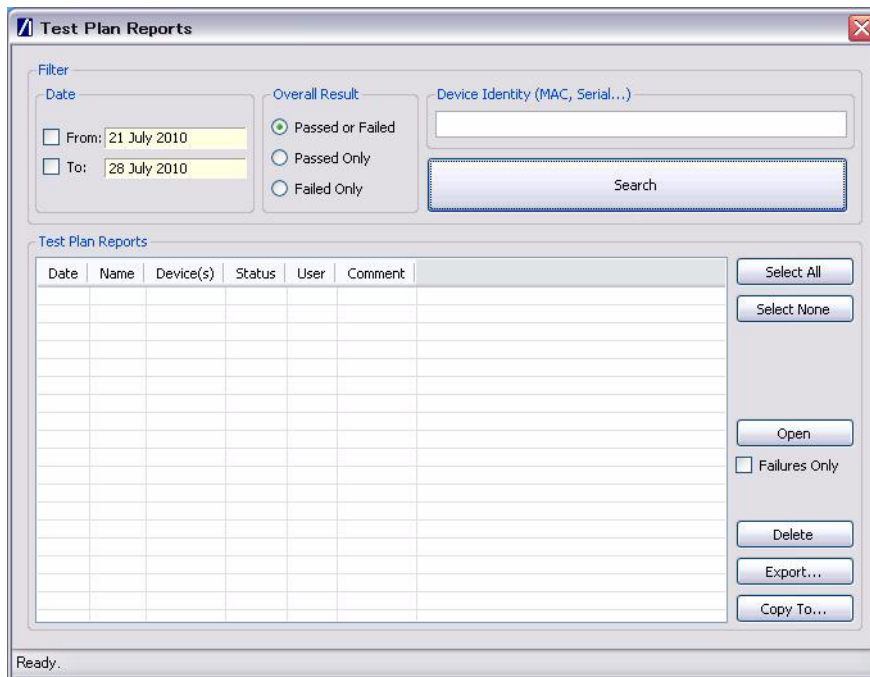 Test Plan Reports
Filter
Date
From: 21 July 2010
To: 28 July 2010
Overall Result
Passed or Failed
Passed Only
Failed Only
Device Identity (MAC, Serial...)
Search
Test Plan Reports
Date Name Device(s) Status User Comment
Select All
Select None
Open
Failures Only
Delete
Export...
Copy To...
Ready.